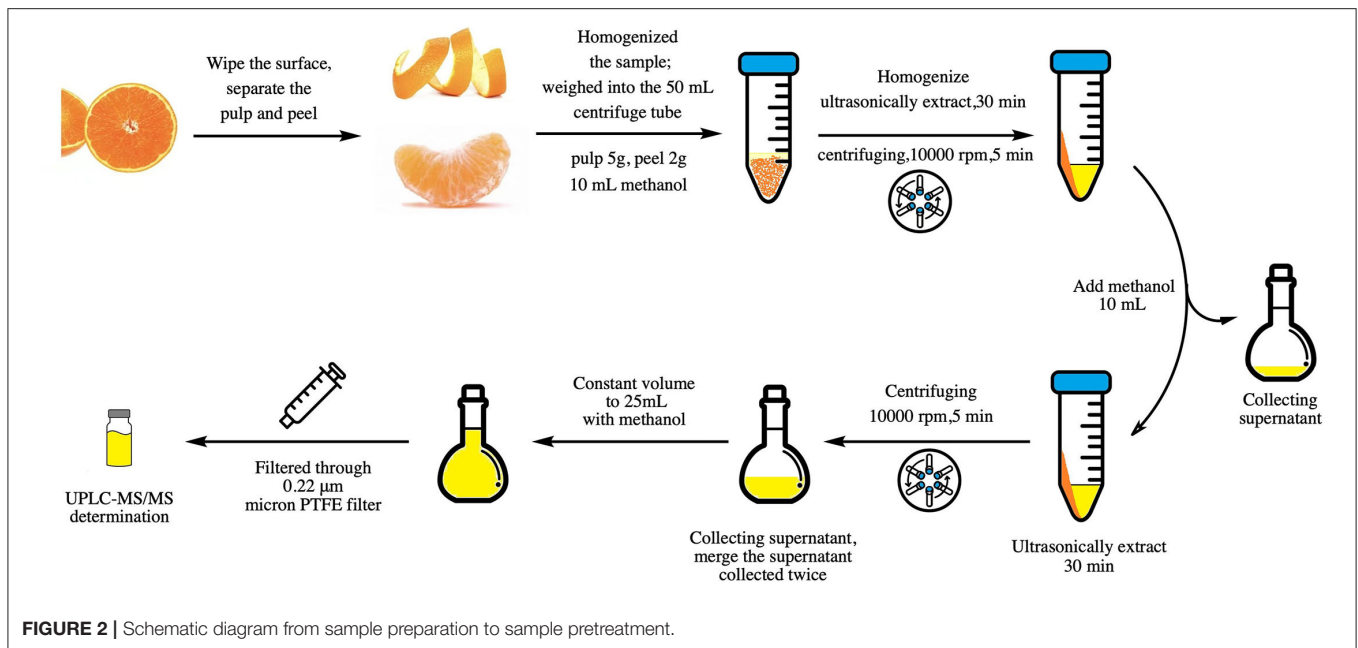 Wipe the surface,
separate the
pulp and peel
Homogenized
the sample;
weighed into the 50 mL
centrifuge tube
pulp 5g, peel 2g
10 mL methanol
Homogenize
ultrasonically extract,30 min
centrifuging,10000 rpm,5 min
Add methanol
10 mL
Collecting
supernatant
Ultrasonically extract
30 min
Centrifuging
10000 rpm,5 min
Collecting supernatant,
merge the supernatant
collected twice
Constant volume
to 25mL
with methanol
Filtered through
0.22 μm
micron PTFE filter
UPLC-MS/MS
determination
FIGURE 2 | Schematic diagram from sample preparation to sample pretreatment.